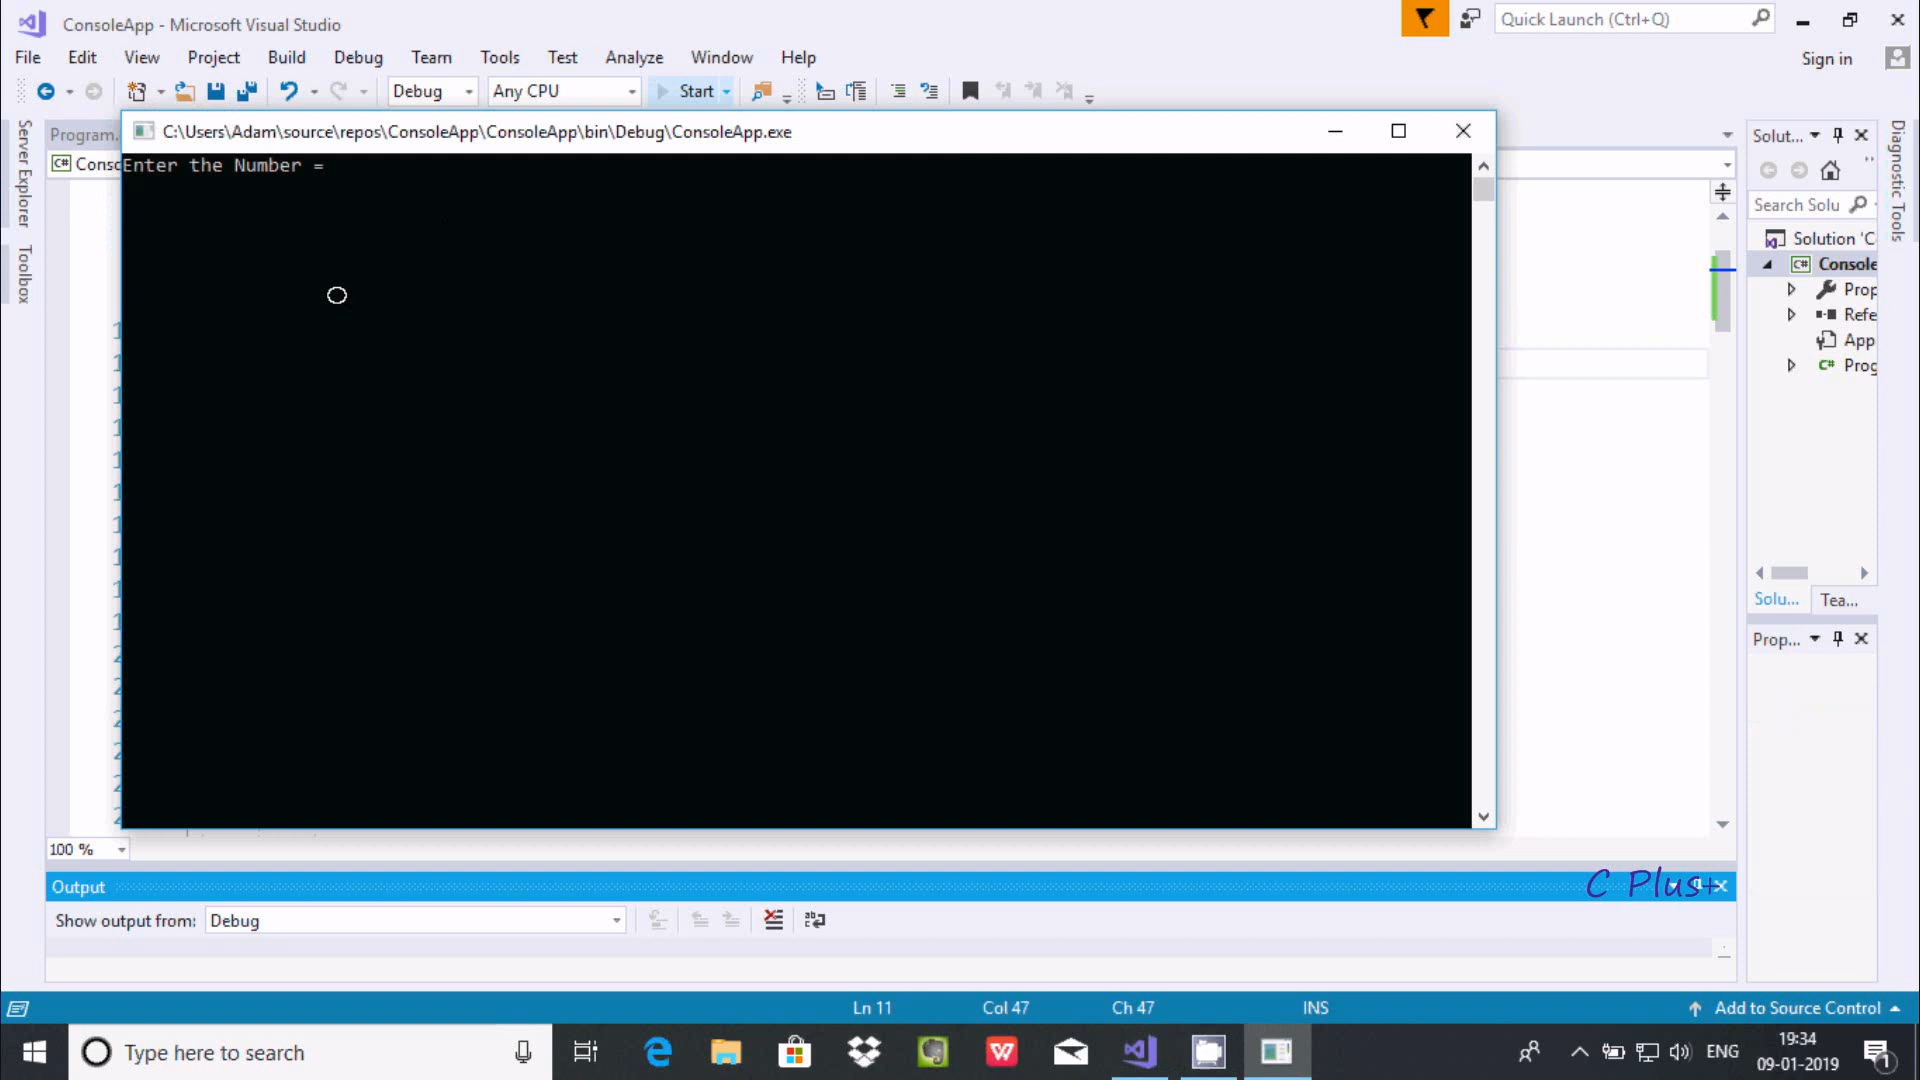 ConsoleApp - Microsoft Visual Studio
Quick Launch (Ctrl+Q)
File Edit View Project Build Debug Team Tools Test Analyze Window Help
Sign in
Debug Any CPU Start
Server Explorer
Toolbox
Program.
C# Conso
C:\Users\Adam\source\repos\ConsoleApp\ConsoleApp\bin\Debug\ConsoleApp.exe
Enter the Number =
Solut...
Search Solu
Solution 'C
C# Console
Prop
Refe
App
C# Prog
Solu... Tea...
Prop...
Diagnostic Tools
100 %
Output
C Plus+
Show output from: Debug
Ln 11 Col 47 Ch 47 INS
Add to Source Control
Type here to search
ENG
19:34
09-01-2019
1